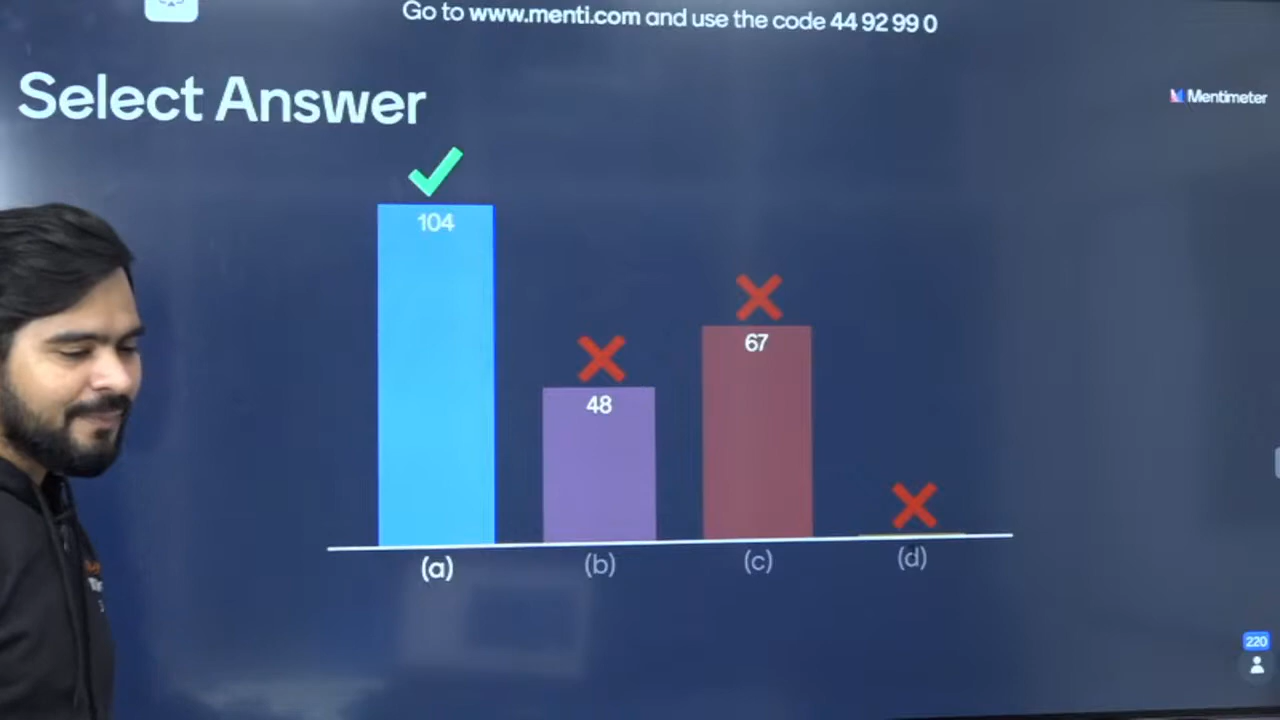 Go to www.menti.com and use the code 44 92 99 0
Select Answer
Mentimeter
104
67
48
(a)
(b)
(c)
(d)
220